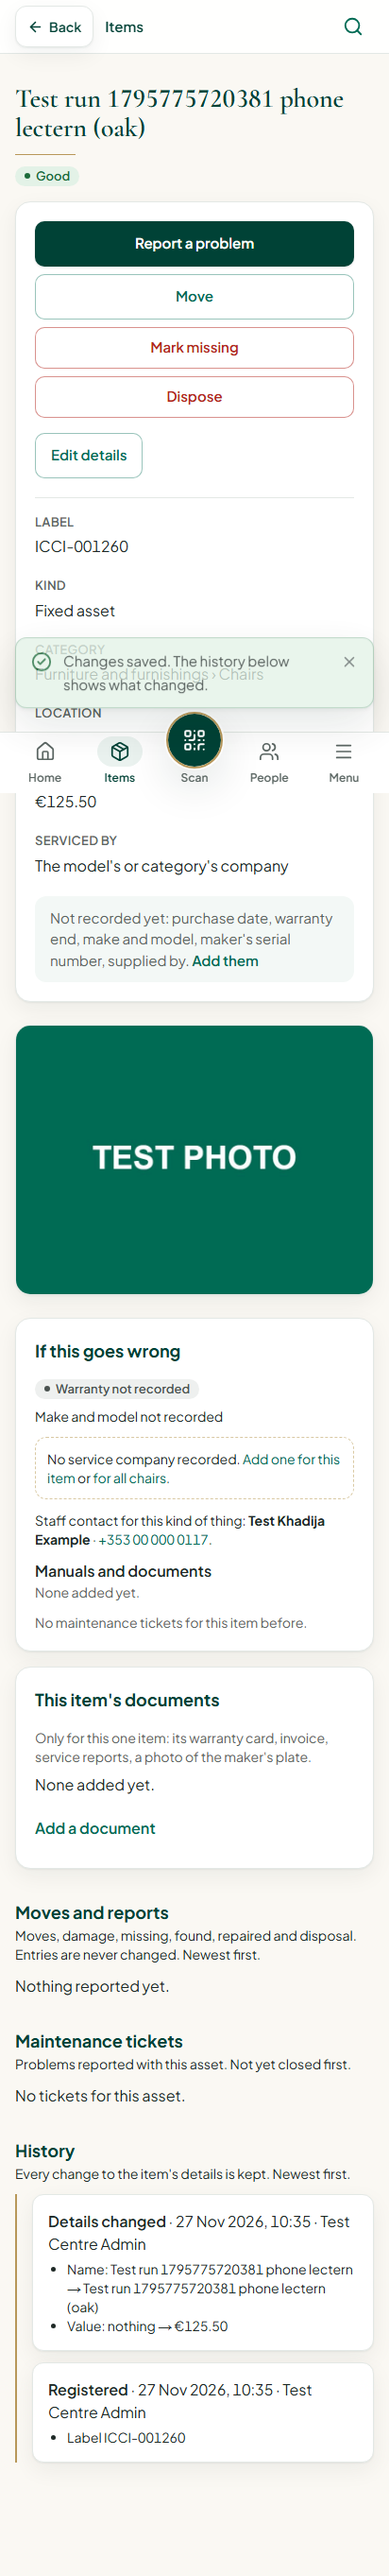 Back Items
Test run 1795775720381 phone
lectern (oak)
Good
Report a problem
Move
Mark missing
Dispose
Edit details
LABEL
ICCI-001260
KIND
Fixed asset
CATEGORY
Furniture and furnishings › Chairs
Changes saved. The history below
shows what changed.
LOCATION
Home Items Scan People Menu
€125.50
SERVICED BY
The model's or category's company
Not recorded yet: purchase date, warranty
end, make and model, maker's serial
number, supplied by. Add them
TEST PHOTO
If this goes wrong
Warranty not recorded
Make and model not recorded
No service company recorded. Add one for this
item or for all chairs.
Staff contact for this kind of thing: Test Khadija
Example · +353 00 000 0117.
Manuals and documents
None added yet.
No maintenance tickets for this item before.
This item's documents
Only for this one item: its warranty card, invoice,
service reports, a photo of the maker's plate.
None added yet.
Add a document
Moves and reports
Moves, damage, missing, found, repaired and disposal.
Entries are never changed. Newest first.
Nothing reported yet.
Maintenance tickets
Problems reported with this asset. Not yet closed first.
No tickets for this asset.
History
Every change to the item's details is kept. Newest first.
Details changed · 27 Nov 2026, 10:35 · Test
Centre Admin
Name: Test run 1795775720381 phone lectern
→ Test run 1795775720381 phone lectern
(oak)
Value: nothing → €125.50
Registered · 27 Nov 2026, 10:35 · Test
Centre Admin
Label ICCI-001260